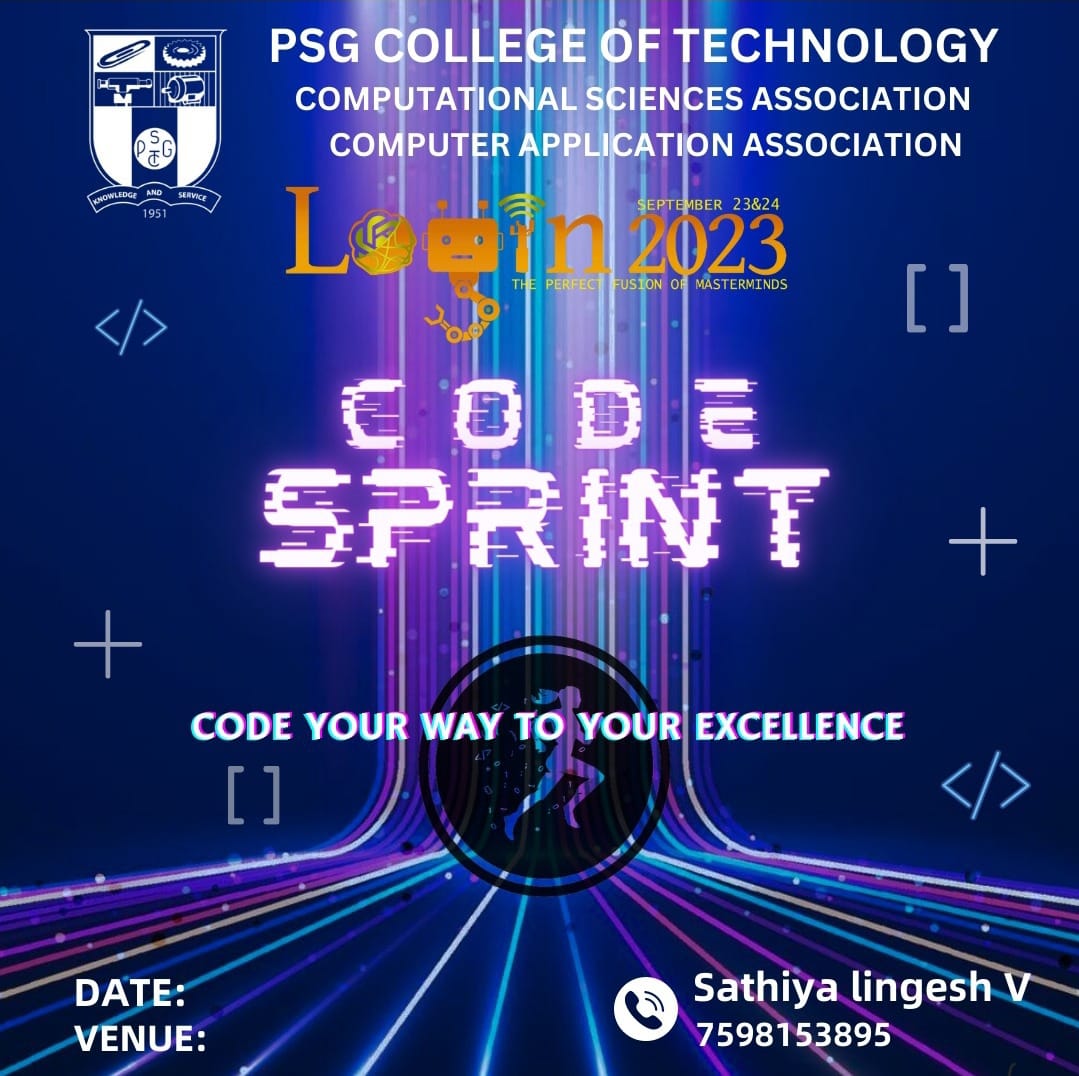 PSG COLLEGE OF TECHNOLOGY
COMPUTATIONAL SCIENCES ASSOCIATION
COMPUTER APPLICATION ASSOCIATION
PSGTC
KNOWLEDGE AND SERVICE
1951
SEPTEMBER 23&24
Login 2023
THE PERFECT FUSION OF MASTERMINDS
</>
[ ]
CODE
SPRINT
+
+
CODE YOUR WAY TO YOUR EXCELLENCE
[ ]
</>
DATE:
VENUE:
Sathiya lingesh V
7598153895